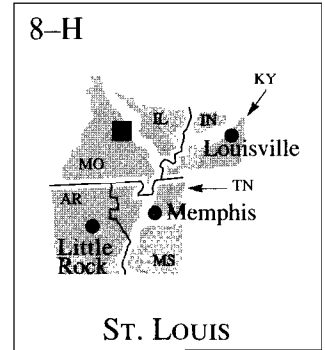 8–H
KY
IL
IN
Louisville
MO
TN
AR
Memphis
Little
Rock
MS
ST. LOUIS